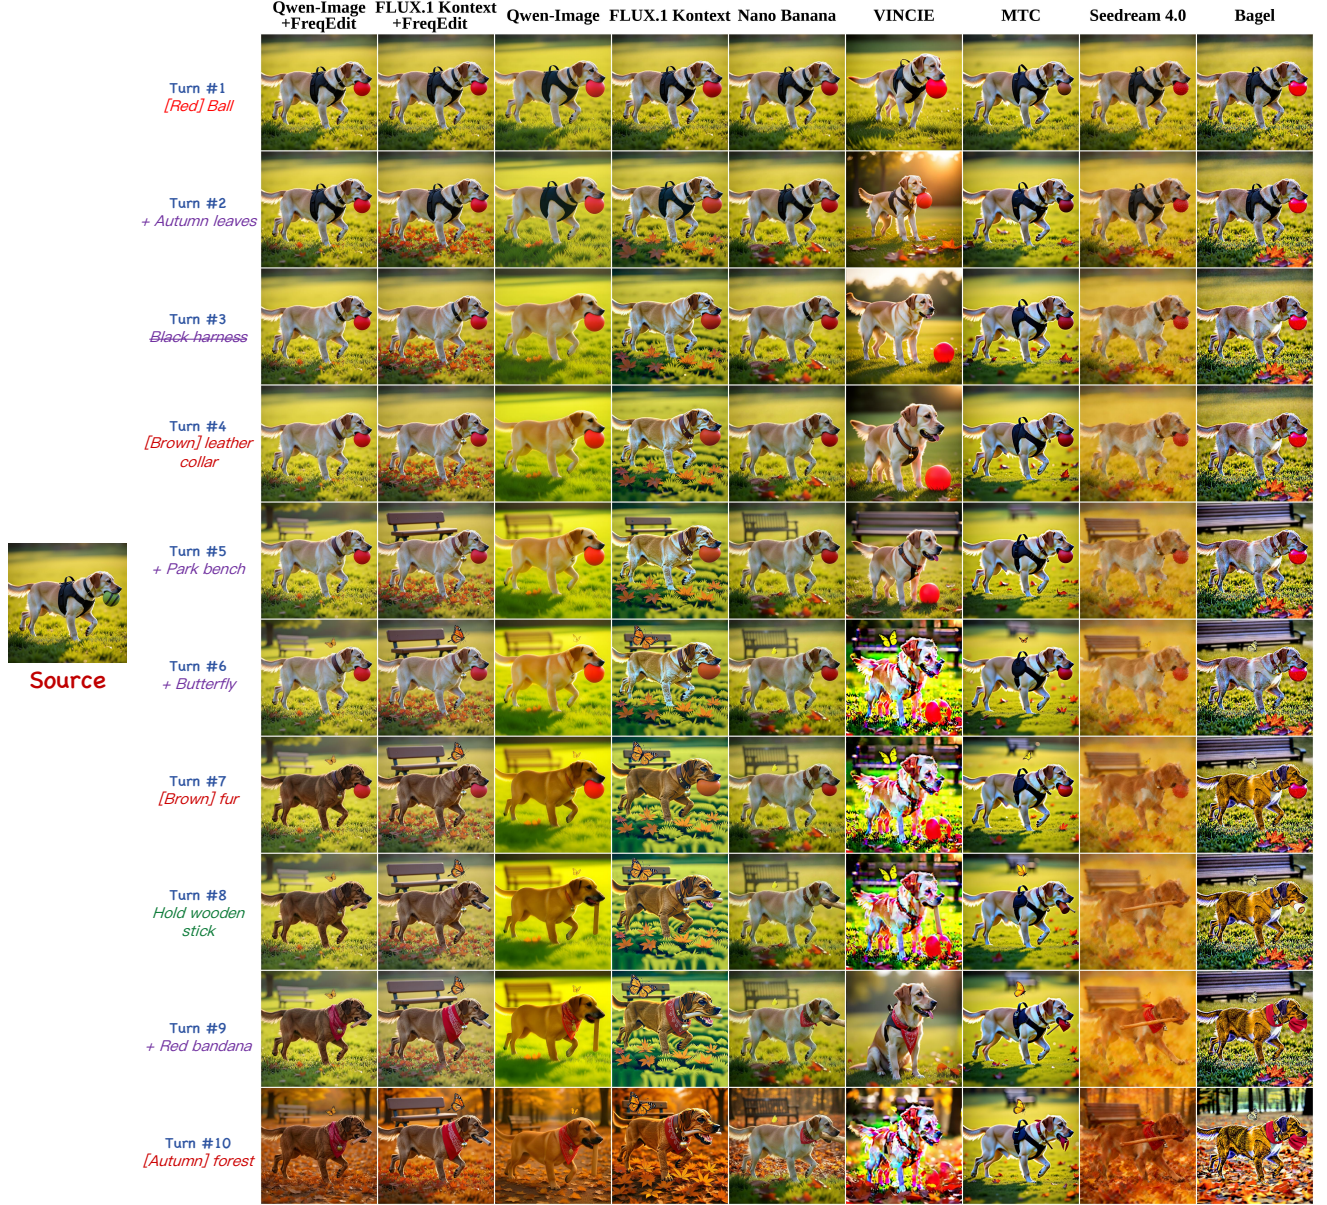 Qwen-Image
+FreqEdit
FLUX.1 Kontext
+FreqEdit
Qwen-Image
FLUX.1 Kontext
Nano Banana
VINCIE
MTC
Seedream 4.0
Bagel
Turn #1
[Red] Ball
Turn #2
+ Autumn leaves
Turn #3
Black harness
Turn #4
[Brown] leather
collar
Turn #5
+ Park bench
Source
Turn #6
+ Butterfly
Turn #7
[Brown] fur
Turn #8
Hold wooden
stick
Turn #9
+ Red bandana
Turn #10
[Autumn] forest